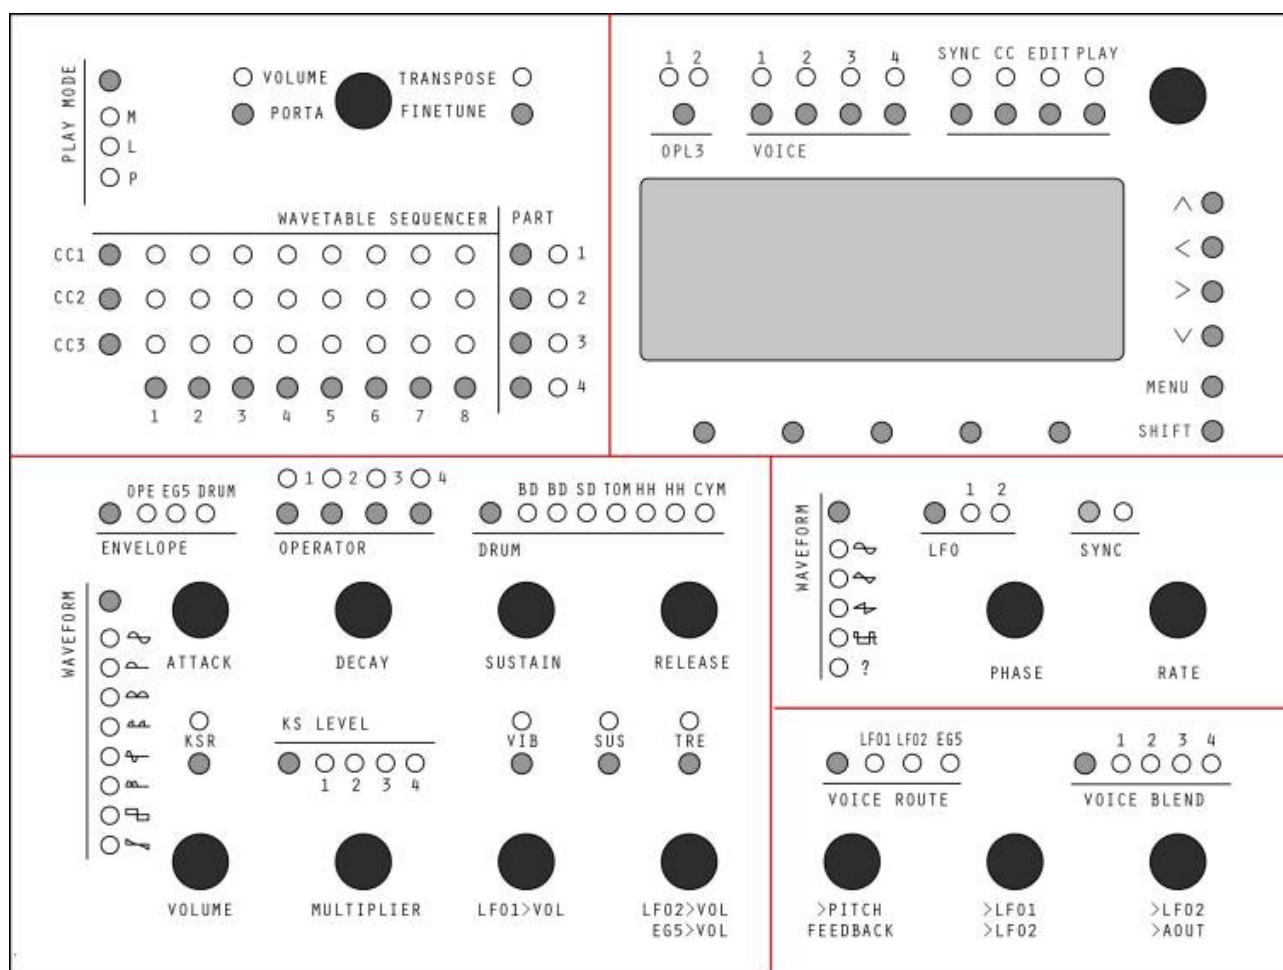 PLAY MODE
M
L
P
VOLUME
PORTA
TRANSPOSE
FINETUNE
WAVETABLE SEQUENCER
PART
CC1
CC2
CC3
1 2 3 4 5 6 7 8
1
2
3
4
1 2
OPL3
1 2 3 4
VOICE
SYNC CC EDIT PLAY
^
<
>
V
MENU
SHIFT
OPE EG5 DRUM
ENVELOPE
1 2 3 4
OPERATOR
BD BD SD TOM HH HH CYM
DRUM
WAVEFORM
ATTACK
DECAY
SUSTAIN
RELEASE
KSR
KS LEVEL
1 2 3 4
VIB
SUS
TRE
VOLUME
MULTIPLIER
LFO1>VOL
LFO2>VOL
EG5>VOL
WAVEFORM
?
1 2
LFO
SYNC
PHASE
RATE
LFO1 LFO2 EG5
VOICE ROUTE
1 2 3 4
VOICE BLEND
>PITCH
FEEDBACK
>LFO1
>LFO2
>LFO2
>AOUT